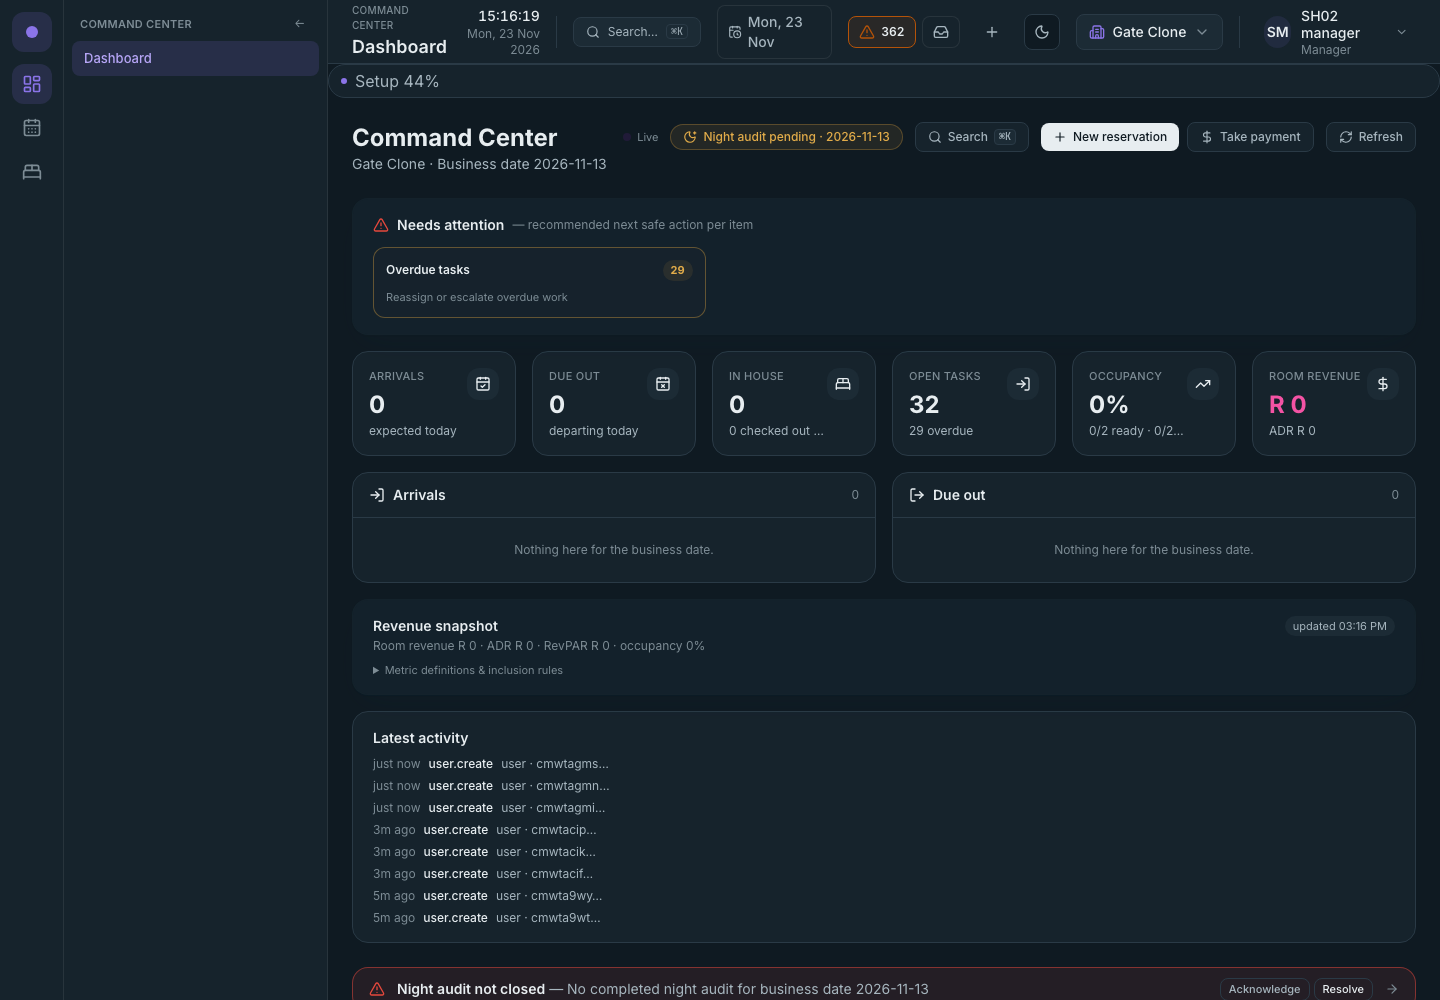 COMMAND CENTER
Dashboard
COMMAND
CENTER
Dashboard
15:16:19
Mon, 23 Nov
2026
Search... ⌘K
Mon, 23
Nov
362
Gate Clone
SM
SH02
manager
Manager
Setup 44%
Command Center
Gate Clone · Business date 2026-11-13
Live
Night audit pending · 2026-11-13
Search ⌘K
New reservation
Take payment
Refresh
Needs attention — recommended next safe action per item
Overdue tasks 29
Reassign or escalate overdue work
ARRIVALS
0
expected today
DUE OUT
0
departing today
IN HOUSE
0
0 checked out ...
OPEN TASKS
32
29 overdue
OCCUPANCY
0%
0/2 ready · 0/2...
ROOM REVENUE
R 0
ADR R 0
Arrivals 0
Nothing here for the business date.
Due out 0
Nothing here for the business date.
Revenue snapshot updated 03:16 PM
Room revenue R 0 · ADR R 0 · RevPAR R 0 · occupancy 0%
Metric definitions & inclusion rules
Latest activity
just now user.create user · cmwtagms...
just now user.create user · cmwtagmn...
just now user.create user · cmwtagmi...
3m ago user.create user · cmwtacip...
3m ago user.create user · cmwtacik...
3m ago user.create user · cmwtacif...
5m ago user.create user · cmwta9wy...
5m ago user.create user · cmwta9wt...
Night audit not closed — No completed night audit for business date 2026-11-13 Acknowledge Resolve